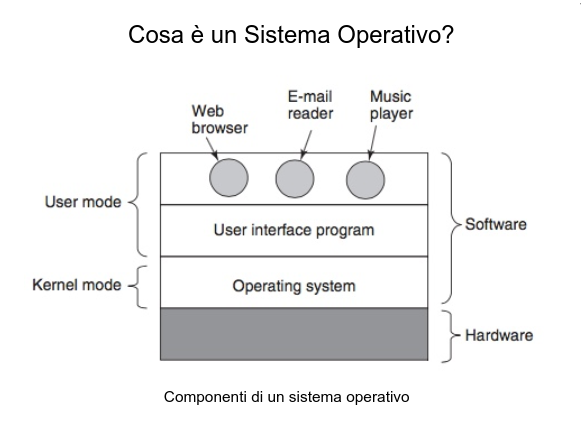 Cosa è un Sistema Operativo?
E-mail
reader
Music
player
Web
browser
User mode
User interface program
Software
Kernel mode
Operating system
Hardware
Componenti di un sistema operativo